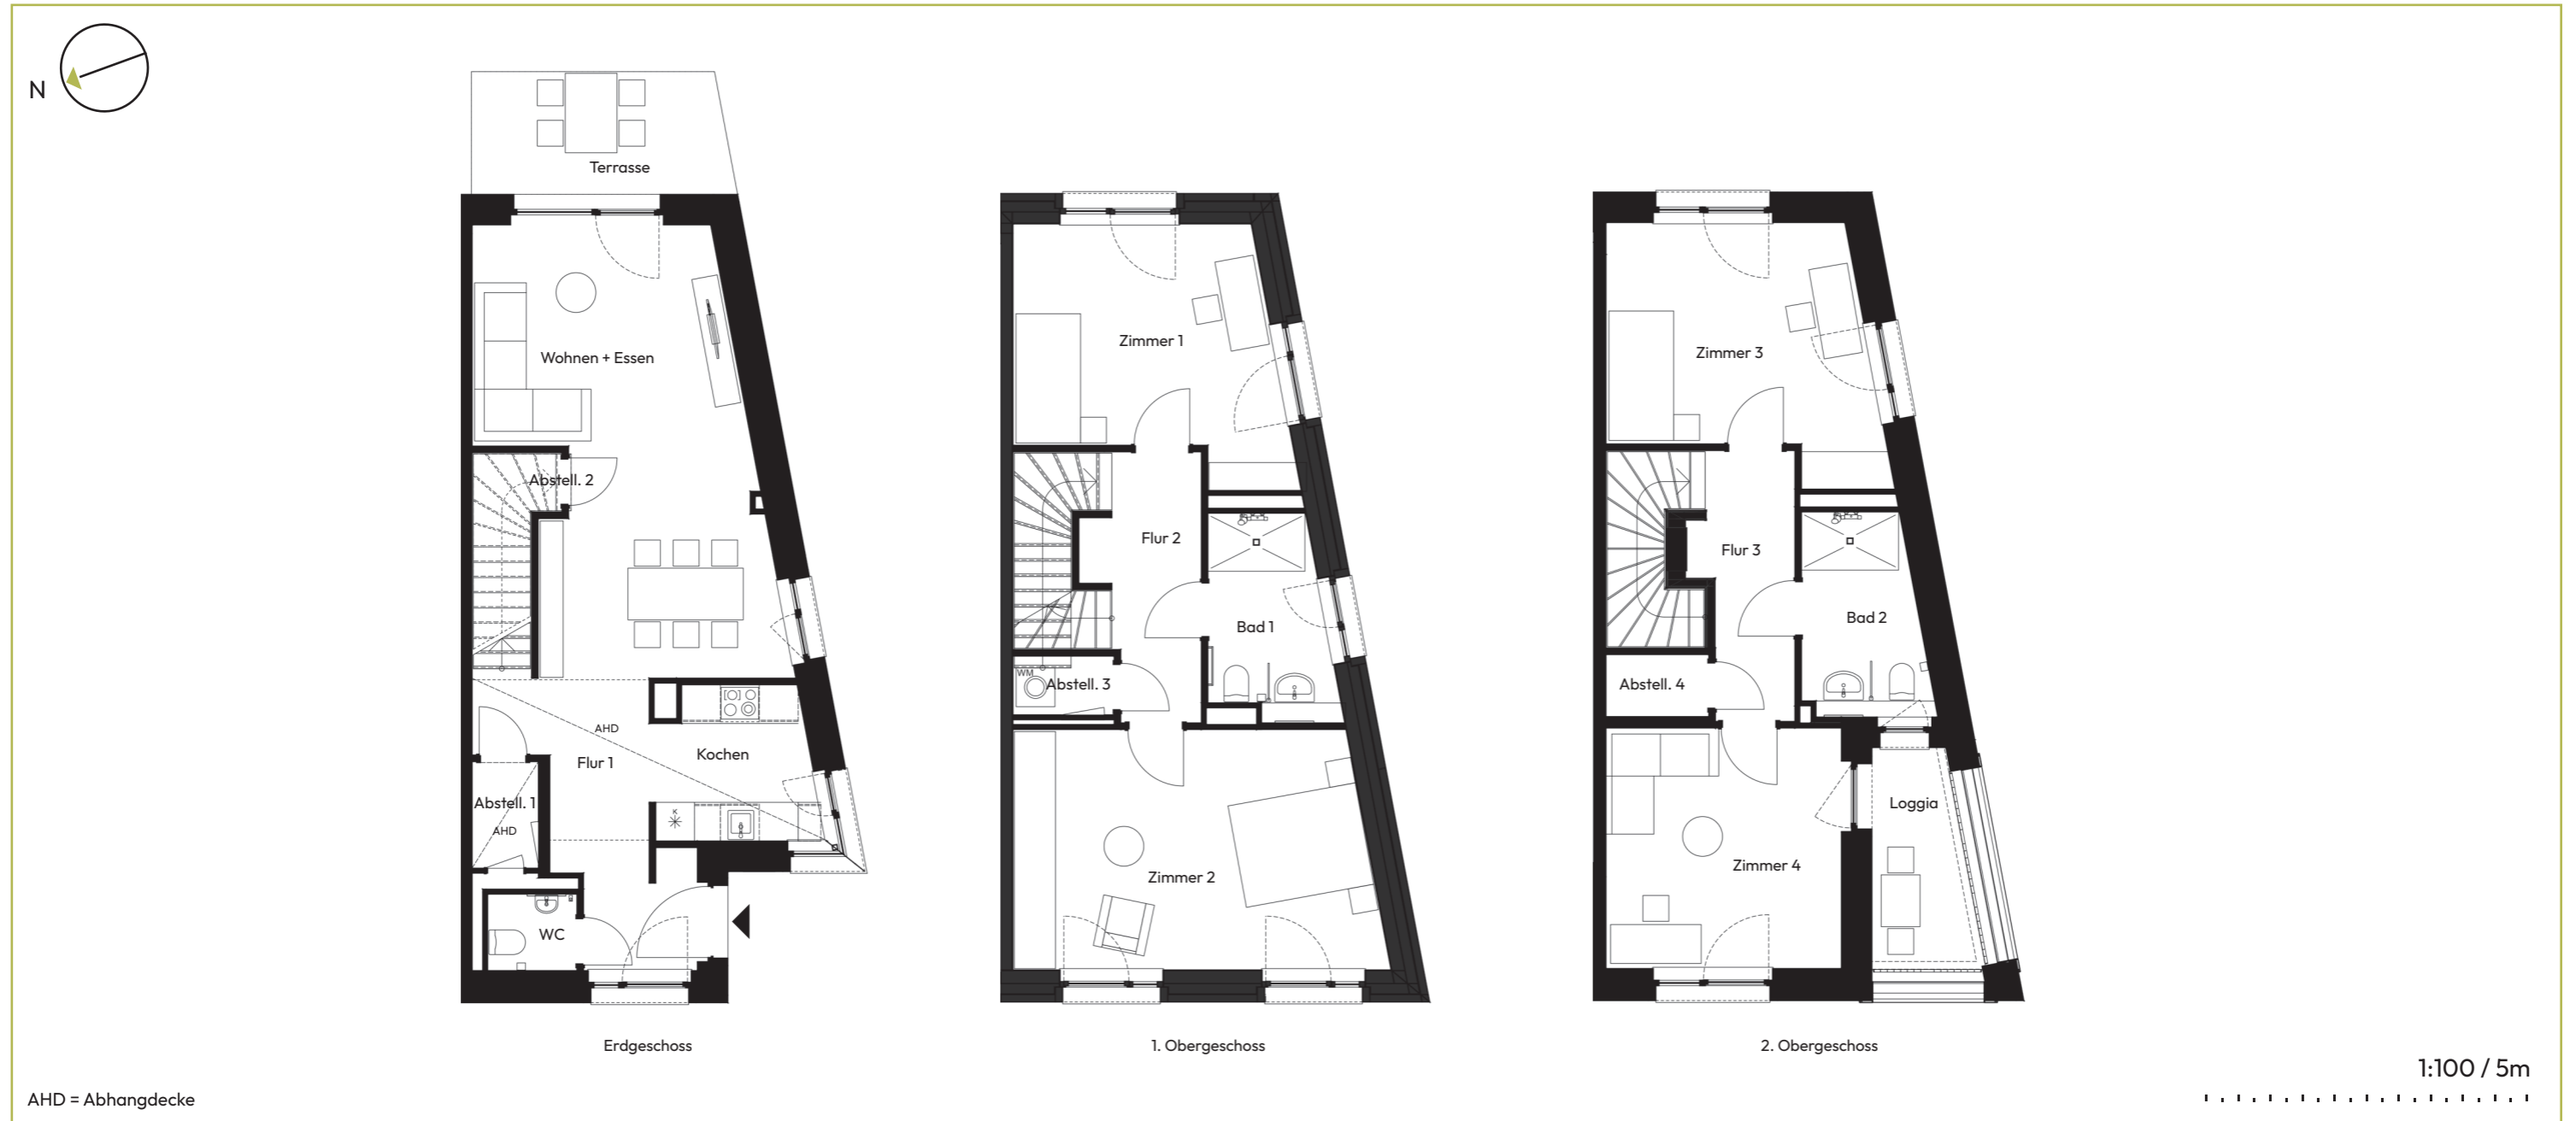 N
Terrasse
Wohnen + Essen
Abstell. 2
AHD
Flur 1
Kochen
Abstell. 1
AHD
K
WC
Erdgeschoss
Zimmer 1
Flur 2
Bad 1
WM
Abstell. 3
Zimmer 2
1. Obergeschoss
Zimmer 3
Flur 3
Bad 2
Abstell. 4
Loggia
Zimmer 4
2. Obergeschoss
1:100 / 5m
AHD = Abhangdecke